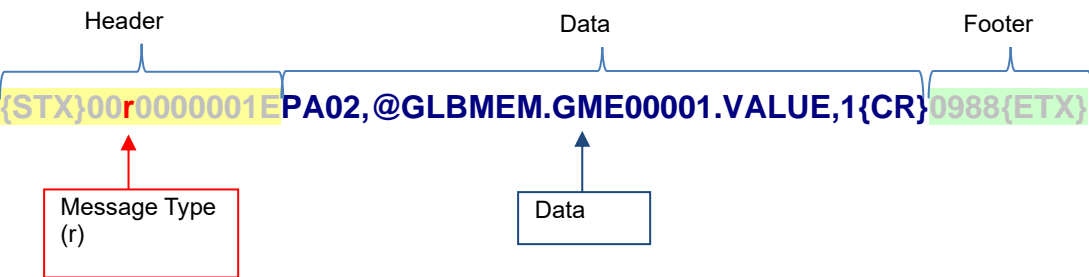 Header Data Footer
{STX}00r0000001EPA02,@GLBMEM.GME00001.VALUE,1{CR}0988{ETX}
Message Type
(r)
Data